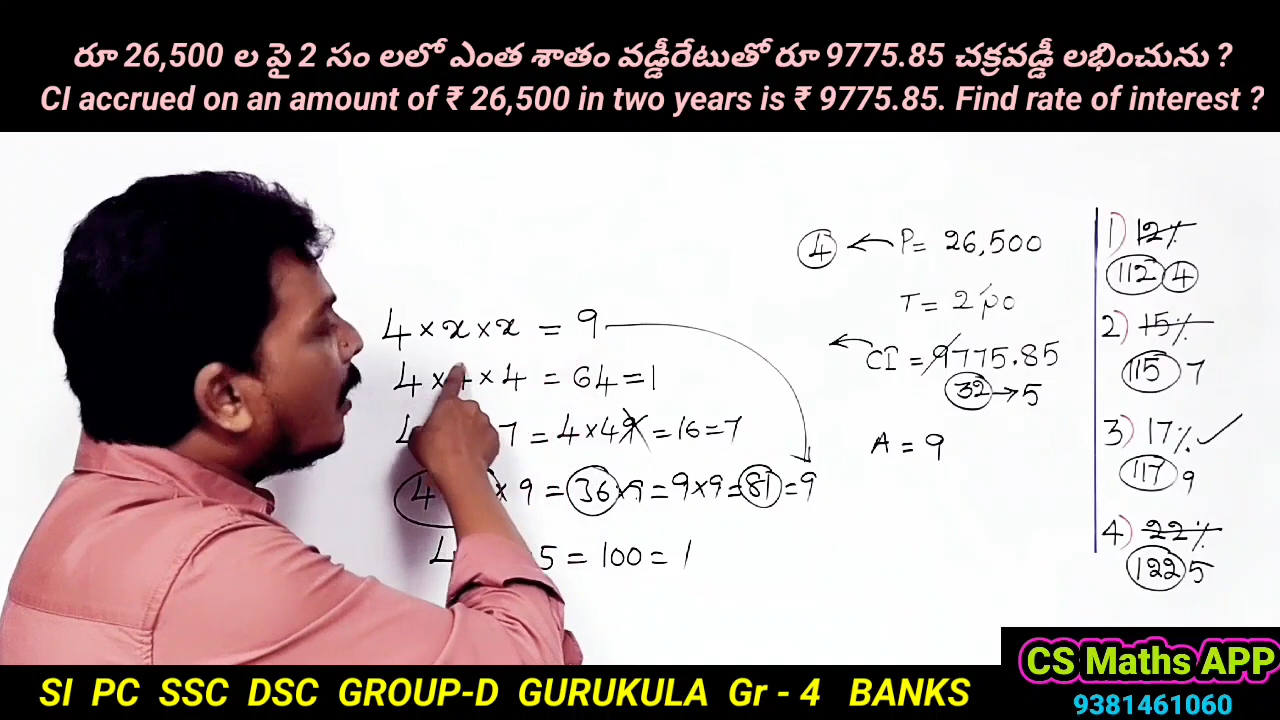 రూ 26,500 ల పై 2 సం లలో ఎంత శాతం వడ్డీరేటుతో రూ 9775.85 చక్రవడ్డీ లభించును ?
CI accrued on an amount of ₹ 26,500 in two years is ₹ 9775.85. Find rate of interest ?
4 × x × x = 9
4 × 4 × 4 = 64 = 1
4 7 = 4 × 49 = 16 = 7
4 × 9 = 36 × 9 = 9 × 9 = 81 = 9
4 5 = 100 = 1
4 ← P = 26,500
T = 2
← CI = 9775.85
32 → 5
A = 9
1) 12%
112 4
2) 15%
115 7
3) 17% ✓
117 9
4) 22%
122 5
CS Maths APP
9381461060
SI PC SSC DSC GROUP-D GURUKULA Gr - 4 BANKS